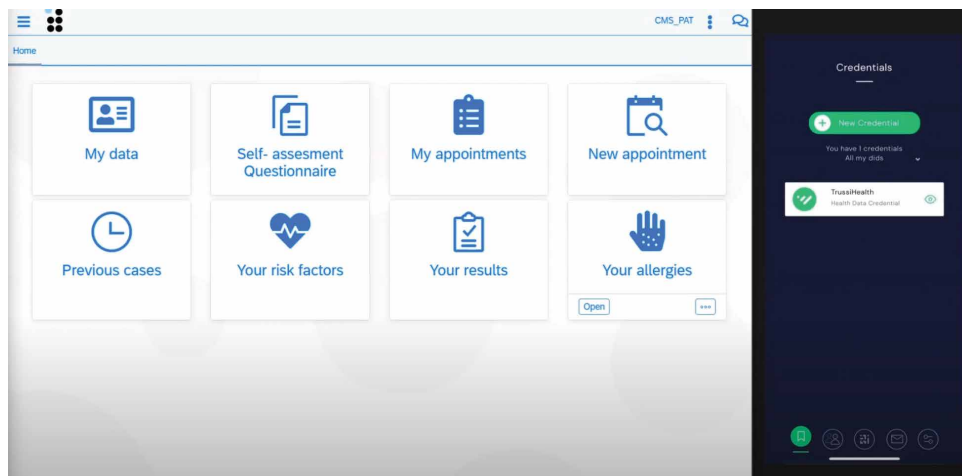 CMS_PAT
Home
My data
Self- assesment
Questionnaire
My appointments
New appointment
Previous cases
Your risk factors
Your results
Your allergies
Open
Credentials
New Credential
You have 1 credentials
All my dids
TrussiHealth
Health Data Credential